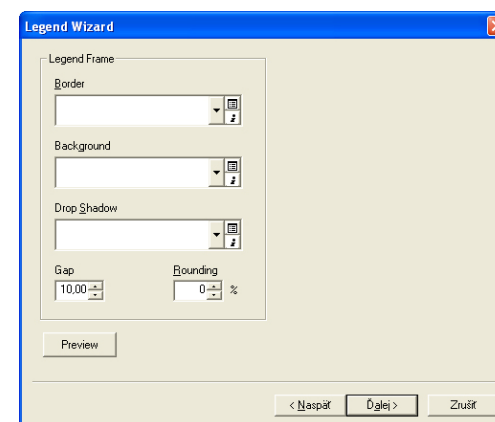 Legend Wizard
Legend Frame
Border
Background
Drop Shadow
Gap
Rounding
10,00
0
%
Preview
< Naspäť
Ďalej >
Zrušiť